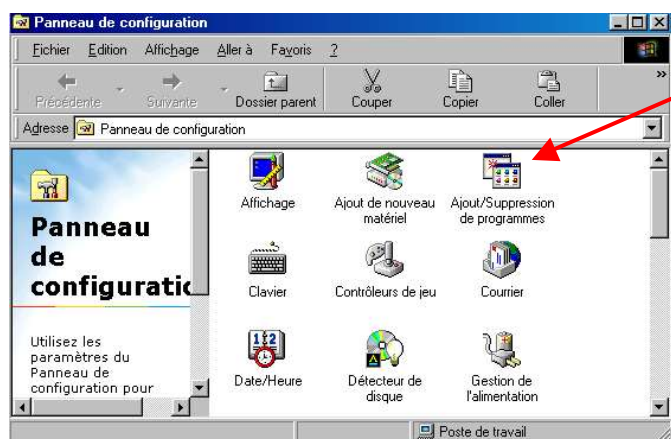 Panneau de configuration
Fichier Edition Affichage Aller à Favoris ?
Précédente Suivante Dossier parent Couper Copier Coller »
Adresse Panneau de configuration
Panneau
de
configuratio
Utilisez les
paramètres du
Panneau de
configuration pour
Affichage
Ajout de nouveau
matériel
Ajout/Suppression
de programmes
Clavier
Contrôleurs de jeu
Courrier
Date/Heure
Détecteur de
disque
Gestion de
l'alimentation
Poste de travail